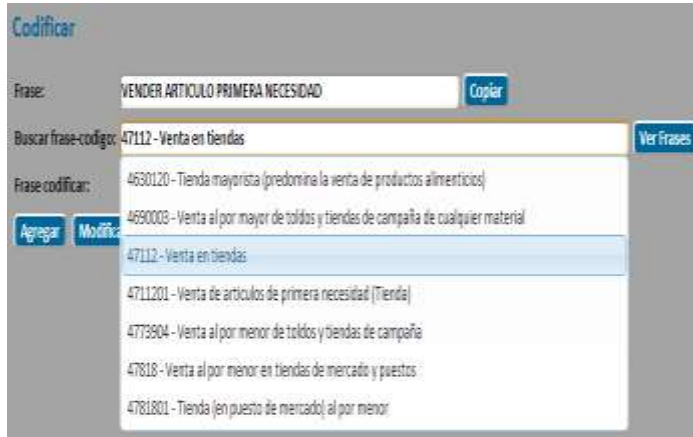 Codificar
Frase: VENDER ARTICULO PRIMERA NECESIDAD Copiar
Buscar frase-codigo: 47112 - Venta en tiendas Ver Frases
Frase codificar:
4630120 - Tienda mayorista (predomina la venta de productos alimenticios)
4690003 - Venta al por mayor de toldos y tiendas de campaña de cualquier material
Agregar Modifica
47112 - Venta en tiendas
4711201 - Venta de articulos de primera necesidad (Tienda)
4773904 - Venta al por menor de toldos y tiendas de campaña
47818 - Venta al por menor en tiendas de mercado y puestos
4781801 - Tienda (en puesto de mercado) al por menor